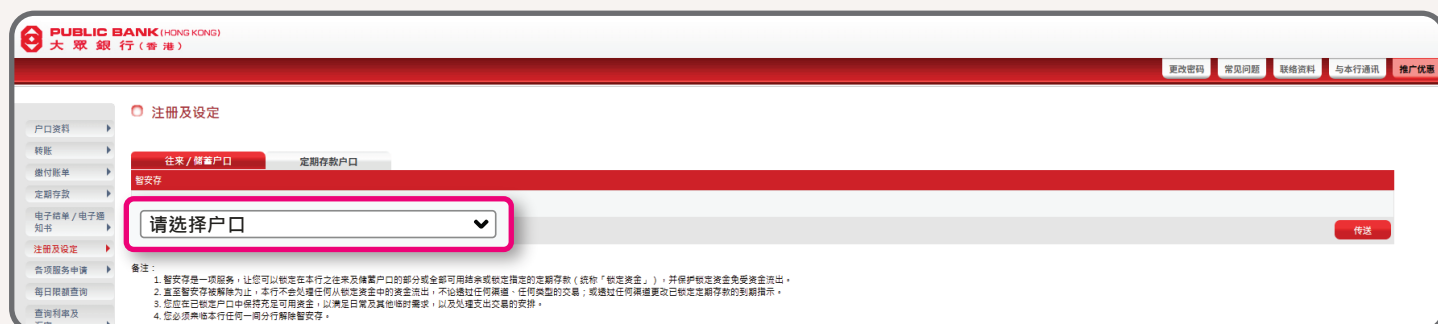 PUBLIC BANK (HONG KONG)
大眾銀行(香港)
更改密码 常见问题 联络资料 与本行通讯 推广优惠
注册及设定
户口资料
转账
缴付账单
定期存款
电子结单 / 电子通
知书
注册及设定
各项服务申请
每日限额查询
查询利率及
往来 / 储蓄户口 定期存款户口
智安存
请选择户口
传送
备注:
1. 智安存是一项服务,让您可以锁定在本行之往来及储蓄户口的部分或全部可用结余或锁定指定的定期存款(统称「锁定资金」),并保护锁定资金免受资金流出。
2. 直至智安存被解除为止,本行不会处理任何从锁定资金中的资金流出,不论透过任何渠道、任何类型的交易;或透过任何渠道更改已锁定定期存款的到期指示。
3. 您应在已锁定户口中保持充足可用资金,以满足日常及其他临时需求,以及处理支出交易的安排。
4. 您必须亲临本行任何一间分行解除智安存。